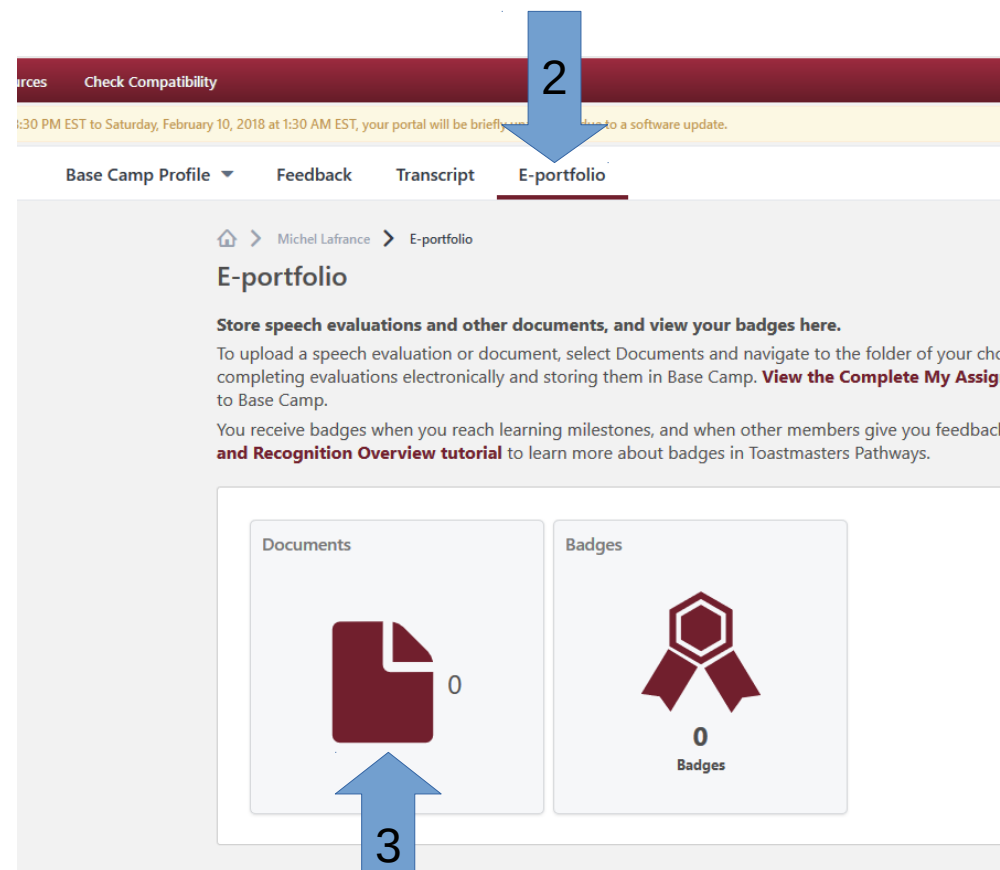 2
Check Compatibility
:30 PM EST to Saturday, February 10, 2018 at 1:30 AM EST, your portal will be briefly to a software update.
Base Camp Profile Feedback Transcript E-portfolio
Michel Lafrance E-portfolio
E-portfolio
Store speech evaluations and other documents, and view your badges here.
To upload a speech evaluation or document, select Documents and navigate to the folder of your
completing evaluations electronically and storing them in Base Camp. View the Complete My
to Base Camp.
You receive badges when you reach learning milestones, and when other members give you
and Recognition Overview tutorial to learn more about badges in Toastmasters Pathways.
Documents Badges
0
0
Badges
3